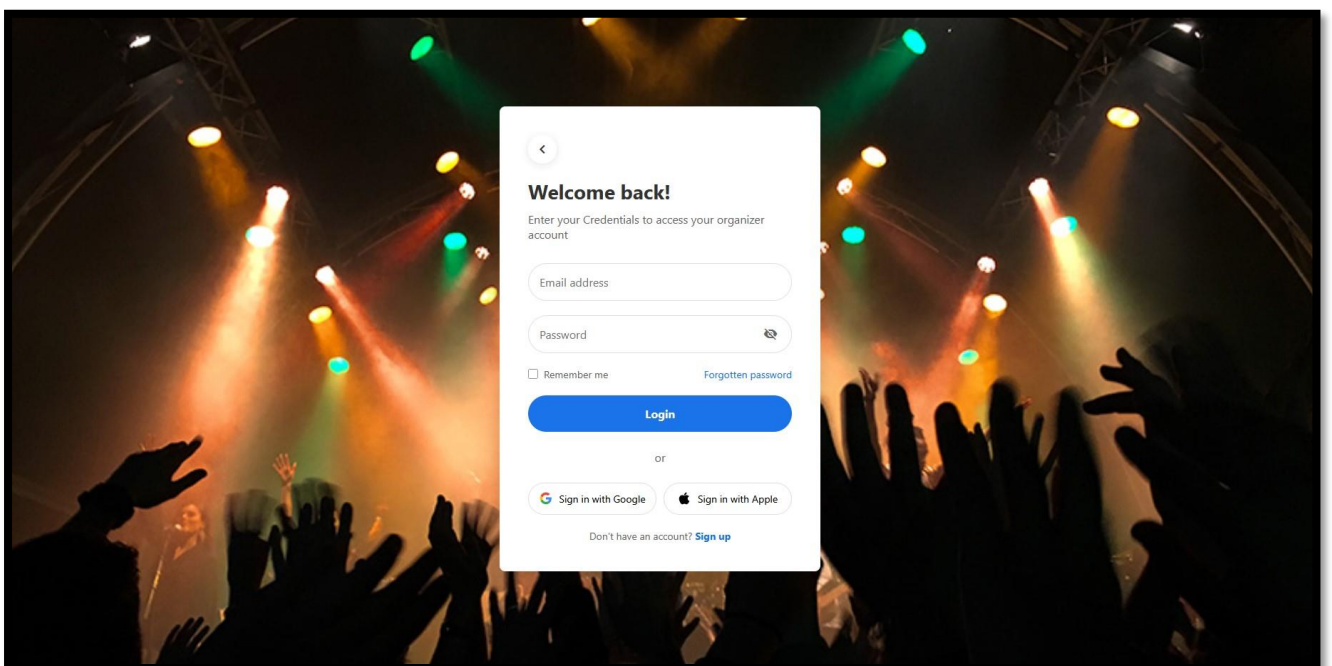 Welcome back!
Enter your Credentials to access your organizer
account
Email address
Password
Remember me
Forgotten password
Login
or
Sign in with Google
Sign in with Apple
Don't have an account? Sign up